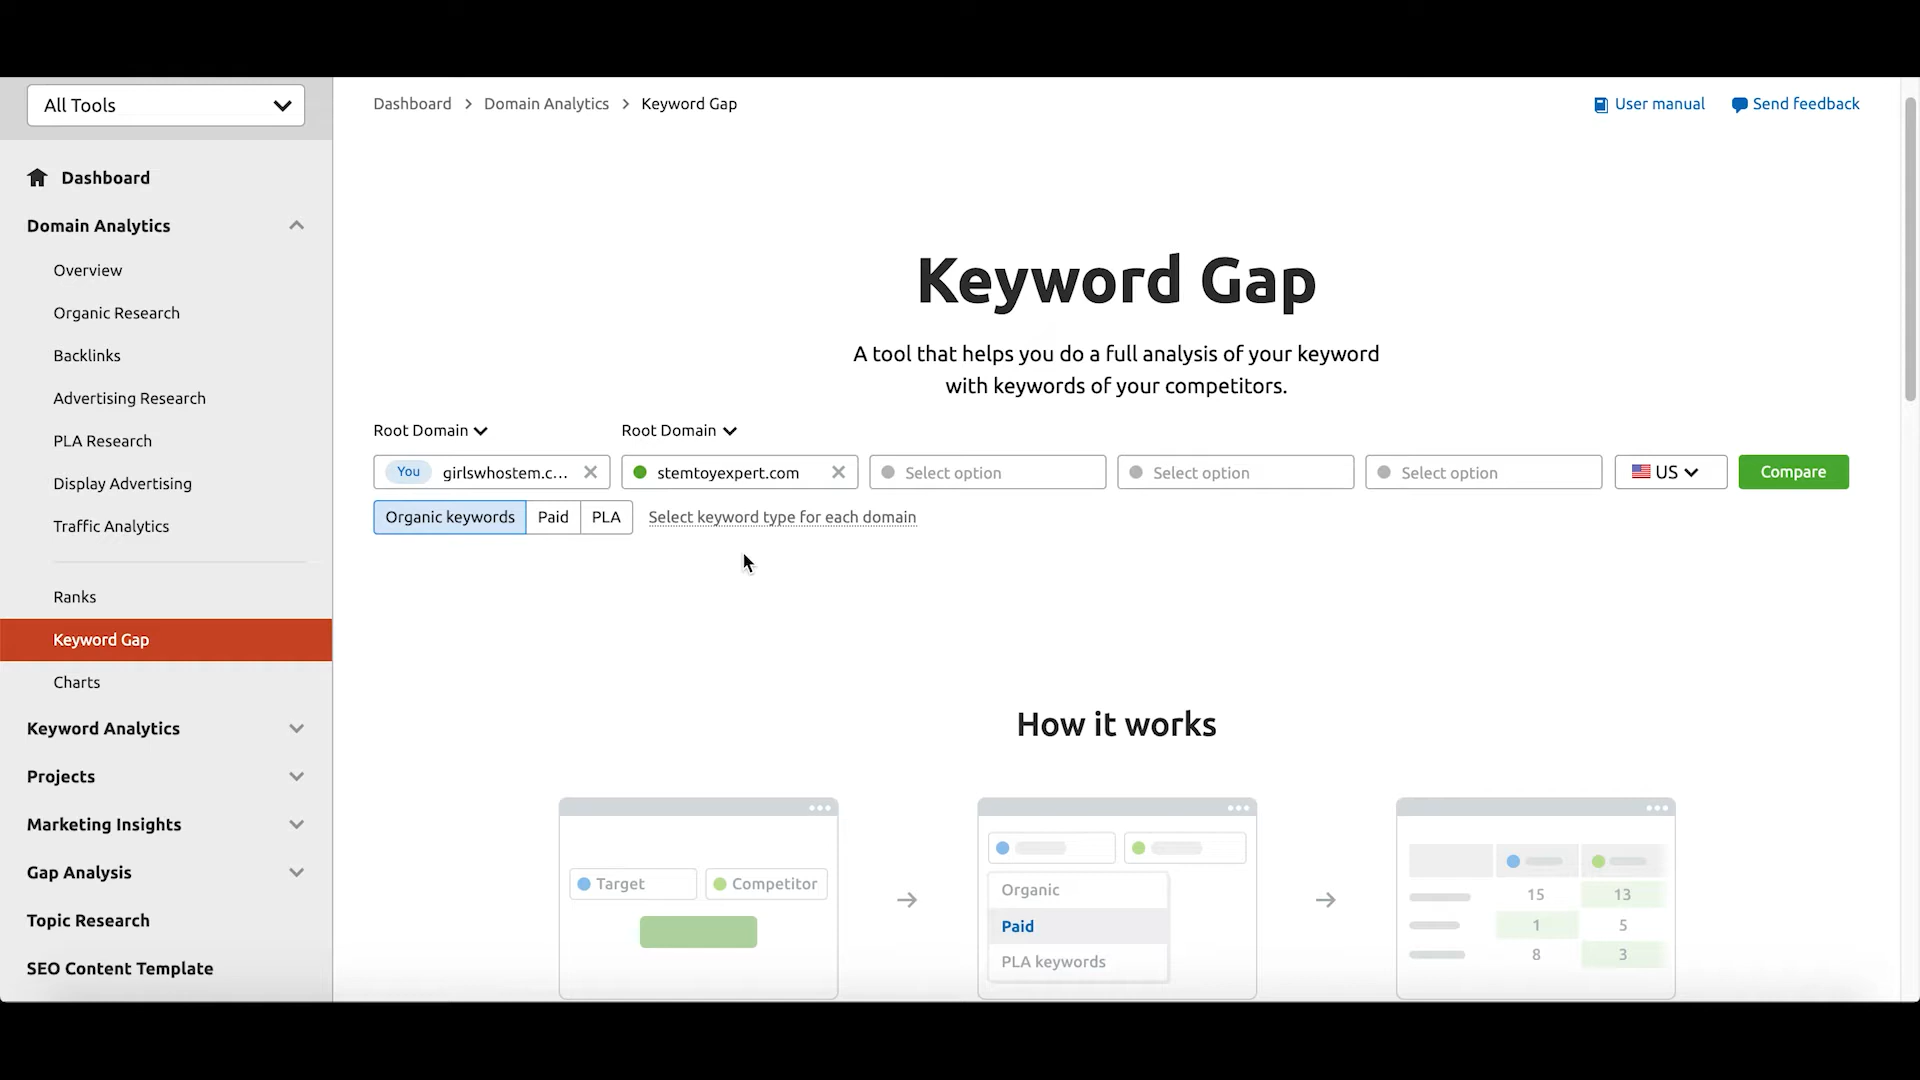 All Tools
Dashboard
Domain Analytics
Overview
Organic Research
Backlinks
Advertising Research
PLA Research
Display Advertising
Traffic Analytics
Ranks
Keyword Gap
Charts
Keyword Analytics
Projects
Marketing Insights
Gap Analysis
Topic Research
SEO Content Template
Dashboard > Domain Analytics > Keyword Gap
User manual
Send feedback
Keyword Gap
A tool that helps you do a full analysis of your keyword
with keywords of your competitors.
Root Domain Root Domain
You girlswhostem.c... stemtoyexpert.com Select option Select option Select option US Compare
Organic keywords Paid PLA Select keyword type for each domain
How it works
Target Competitor
Organic
Paid
PLA keywords
15 13
1 5
8 3